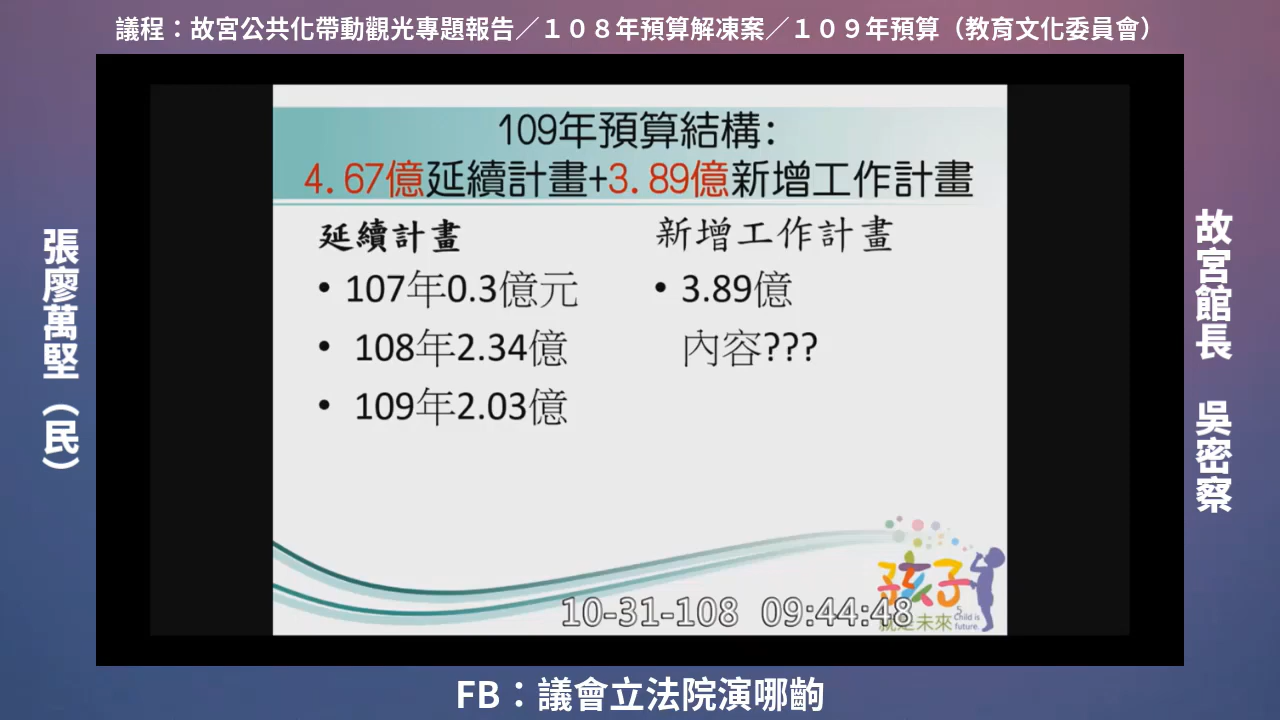 議程：故宮公共化帶動觀光專題報告／１０８年預算解凍案／１０９年預算（教育文化委員會）
張廖萬堅（民）
109年預算結構:
4.67億延續計畫+3.89億新增工作計畫
延續計畫
• 107年0.3億元
• 108年2.34億
• 109年2.03億
新增工作計畫
• 3.89億
內容???
孩子
就是未來
Child is
future.
5
10-31-108 09:44:48
故宮館長 吳密察
FB：議會立法院演哪齣